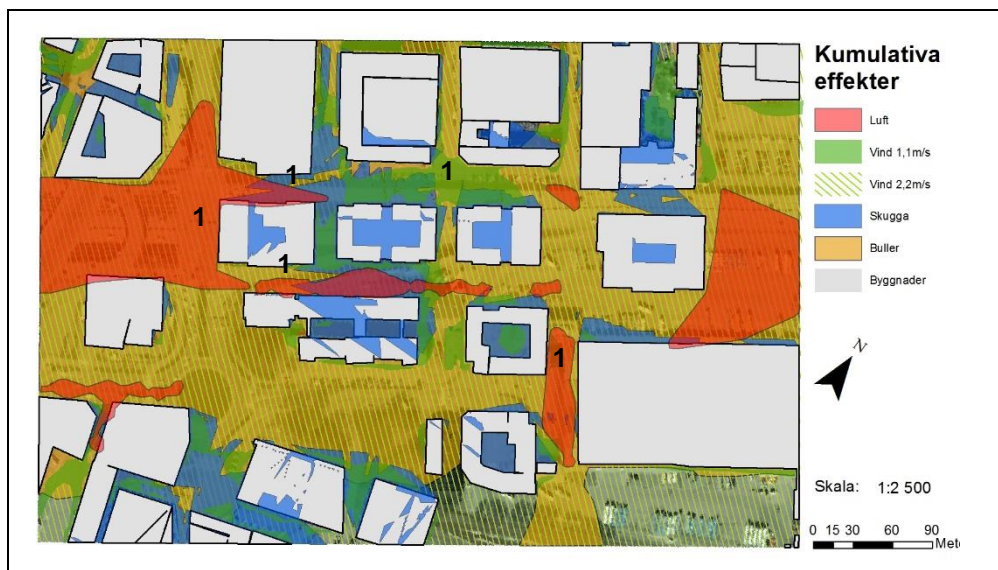 Kumulativa
effekter
Luft
Vind 1,1m/s
Vind 2,2m/s
Skugga
Buller
Byggnader
1
1
1
1
1
N
Skala: 1:2 500
0 15 30 60 90
Mete